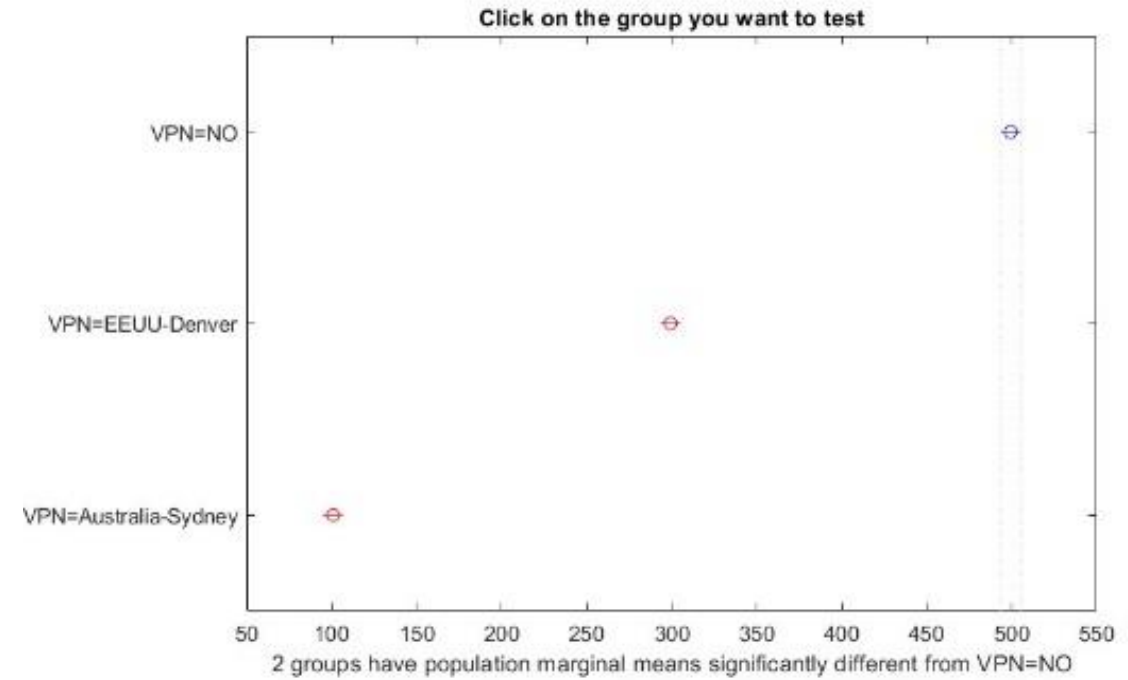 Click on the group you want to test
VPN=NO
VPN=EEUU-Denver
VPN=Australia-Sydney
50 100 150 200 250 300 350 400 450 500 550
2 groups have population marginal means significantly different from VPN=NO